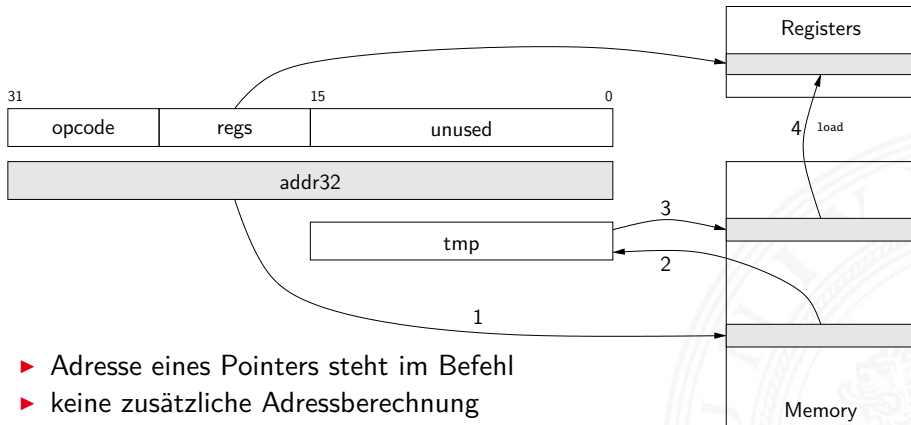 Registers
31 15 0
opcode regs unused
4 load
addr32
3
tmp
2
1
▶ Adresse eines Pointers steht im Befehl
▶ keine zusätzliche Adressberechnung
Memory